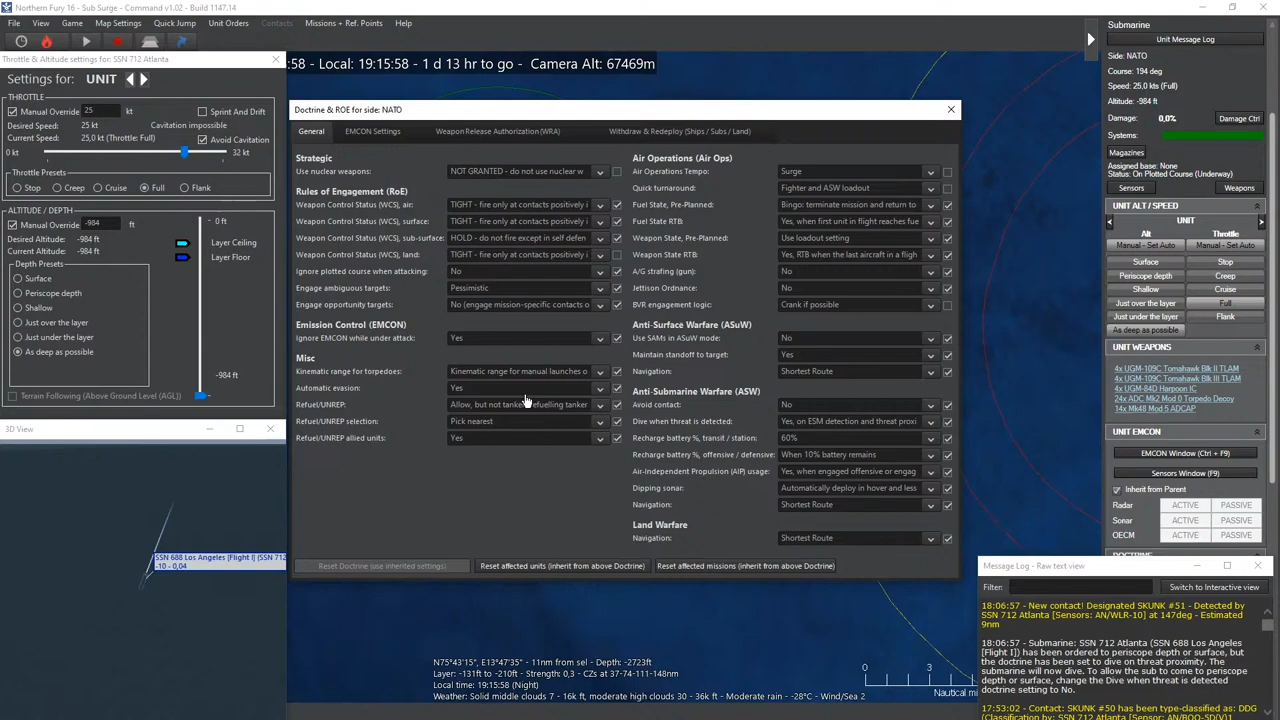 Northern Fury 16 - Sub Surge - Command v1.02 - Build 1147.14
File View Game Map Settings Quick Jump Unit Orders Contacts Missions + Ref. Points Help
:58 - Local: 19:15:58 - 1 d 13 hr to go - Camera Alt: 67469m
Throttle & Altitude settings for: SSN 712 Atlanta
Settings for: UNIT
THROTTLE
Manual Override 25 kt Sprint And Drift
Desired Speed: 25 kt Cavitation impossible
Current Speed: 25,0 kt (Throttle: Full) Avoid Cavitation
0 kt 32 kt
Throttle Presets
Stop Creep Cruise Full Flank
ALTITUDE / DEPTH
Manual Override -984 ft
Desired Altitude: -984 ft
Current Altitude: -984 ft
Depth Presets
Surface
Periscope depth
Shallow
Just over the layer
Just under the layer
As deep as possible
- 0 ft
Layer Ceiling
Layer Floor
-984 ft
Terrain Following (Above Ground Level (AGL))
3D View
SSN 688 Los Angeles [Flight I] (SSN 712
-10 - 0,04
Doctrine & ROE for side: NATO
General EMCON Settings Weapon Release Authorization (WRA) Withdraw & Redeploy (Ships / Subs / Land)
Strategic
Use nuclear weapons: NOT GRANTED - do not use nuclear w
Rules of Engagement (RoE)
Weapon Control Status (WCS), air: TIGHT - fire only at contacts positively i
Weapon Control Status (WCS), surface: TIGHT - fire only at contacts positively i
Weapon Control Status (WCS), sub-surface: HOLD - do not fire except in self defen
Weapon Control Status (WCS), land: TIGHT - fire only at contacts positively i
Ignore plotted course when attacking: No
Engage ambiguous targets: Pessimistic
Engage opportunity targets: No (engage mission-specific contacts o
Emission Control (EMCON)
Ignore EMCON while under attack: Yes
Misc
Kinematic range for torpedoes: Kinematic range for manual launches o
Automatic evasion: Yes
Refuel/UNREP: Allow, but not tanke refuelling tanker
Refuel/UNREP selection: Pick nearest
Refuel/UNREP allied units: Yes
Air Operations (Air Ops)
Air Operations Tempo: Surge
Quick turnaround: Fighter and ASW loadout
Fuel State, Pre-Planned: Bingo: terminate mission and return to
Fuel State RTB: Yes, when first unit in flight reaches fue
Weapon State, Pre-Planned: Use loadout setting
Weapon State RTB: Yes, RTB when the last aircraft in a fligh
A/G strafing (gun): No
Jettison Ordnance: No
BVR engagement logic: Crank if possible
Anti-Surface Warfare (ASuW)
Use SAMs in ASuW mode: No
Maintain standoff to target: Yes
Navigation: Shortest Route
Anti-Submarine Warfare (ASW)
Avoid contact: No
Dive when threat is detected: Yes, on ESM detection and threat proxi
Recharge battery %, transit / station: 60%
Recharge battery %, offensive / defensive: When 10% battery remains
Air-Independent Propulsion (AIP) usage: Yes, when engaged offensive or engag
Dipping sonar: Automatically deploy in hover and less
Navigation: Shortest Route
Land Warfare
Navigation: Shortest Route
Reset Doctrine (use inherited settings) Reset affected units (inherit from above Doctrine) Reset affected missions (inherit from above Doctrine)
N75°43'15", E13°47'35" - 11nm from sel - Depth: -2723ft
Layer: -131ft to -210ft - Strength: 0,3 - CZs at 37-74-111-148nm
Local time: 19:15:58 (Night)
Weather: Solid middle clouds 7 - 16k ft, moderate high clouds 30 - 36k ft - Moderate rain - -28°C - Wind/Sea 2
0 3
Nautical mi
Submarine
Unit Message Log
Side: NATO
Course: 194 deg
Speed: 25,0 kts (Full)
Altitude: -984 ft
Damage: 0,0% Damage Ctrl
Systems:
Magazines
Assigned base: None
Status: On Plotted Course (Underway)
Sensors Weapons
UNIT ALT / SPEED
UNIT
Alt Throttle
Manual - Set Auto Manual - Set Auto
Surface Stop
Periscope depth Creep
Shallow Cruise
Just over the layer Full
Just under the layer Flank
As deep as possible
UNIT WEAPONS
4x UGM-109C Tomahawk Blk II TLAM
4x UGM-109C Tomahawk Blk III TLAM
4x UGM-84D Harpoon IC
24x ADC Mk2 Mod 0 Torpedo Decoy
14x Mk48 Mod 5 ADCAP
UNIT EMCON
EMCON Window (Ctrl + F9)
Sensors Window (F9)
Inherit from Parent
Radar ACTIVE PASSIVE
Sonar ACTIVE PASSIVE
OECM ACTIVE PASSIVE
Message Log - Raw text view
Filter: Switch to Interactive view
18:06:57 - New contact! Designated SKUNK #51 - Detected by
SSN 712 Atlanta [Sensors: AN/WLR-10] at 147deg - Estimated
9nm
18:06:57 - Submarine: SSN 712 Atlanta (SSN 688 Los Angeles
[Flight I]) has been ordered to periscope depth or surface, but
the doctrine has been set to dive on threat proximity. The
submarine will now dive. To allow the sub to come to periscope
depth or surface, change the Dive when threat is detected
doctrine setting to No.
17:53:02 - Contact: SKUNK #50 has been type-classified as: DDG
(Classification by: SSN 712 Atlanta [Sensor: AN/BQQ-5D(V)1